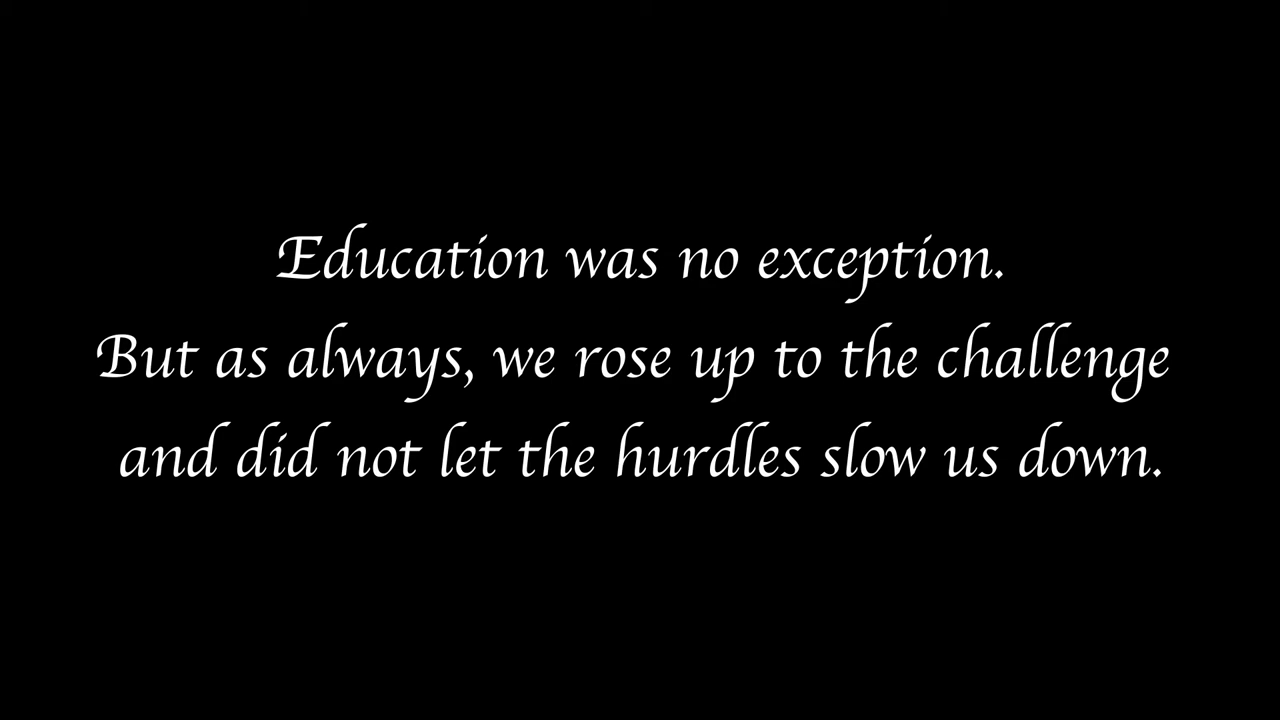 Education was no exception.
But as always, we rose up to the challenge
and did not let the hurdles slow us down.